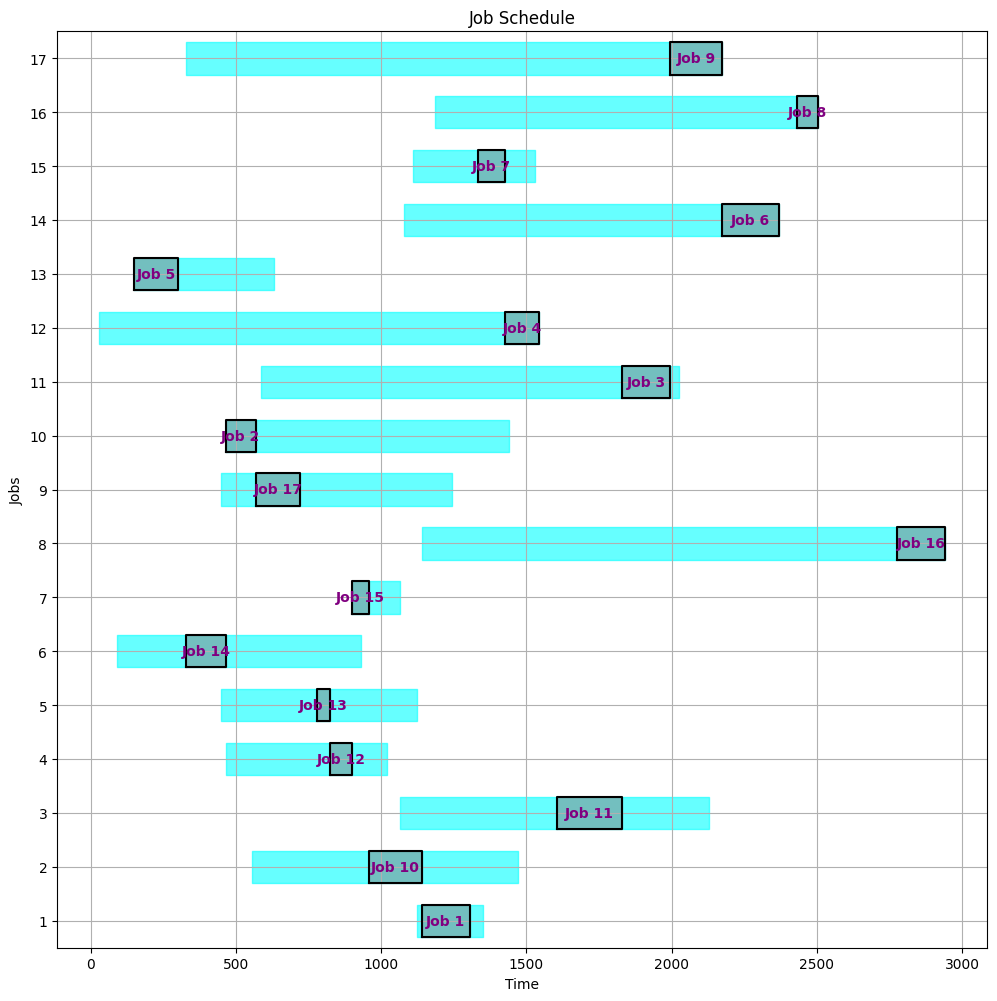 Job Schedule
17
Job 9
16
Job 8
15
Job 7
14
Job 6
13
Job 5
12
Job 4
11
Job 3
10
Job 2
Jobs
9
Job 17
8
Job 16
7
Job 15
6
Job 14
5
Job 13
4
Job 12
3
Job 11
2
Job 10
1
Job 1
0 500 1000 1500 2000 2500 3000
Time